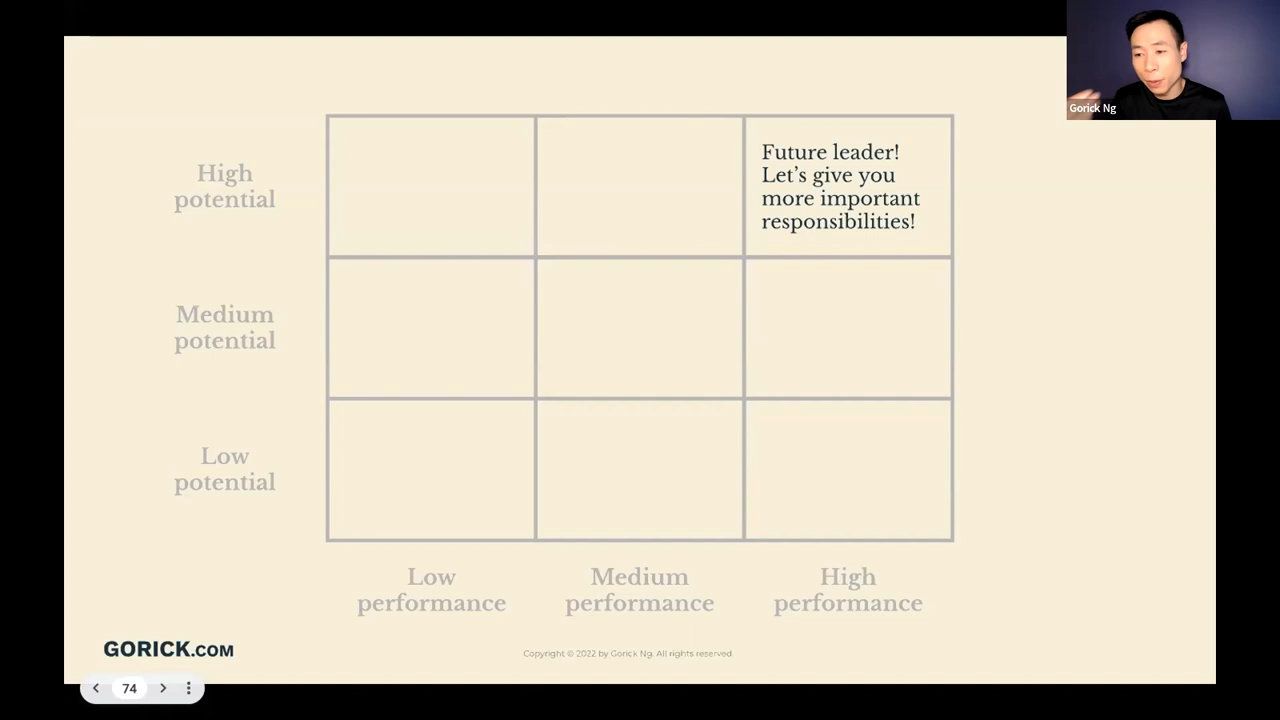 Gorick Ng
High
potential
Future leader!
Let’s give you
more important
responsibilities!
Medium
potential
Low
potential
Low
performance
Medium
performance
High
performance
GORICK.COM
Copyright © 2022 by Gorick Ng. All rights reserved.
74